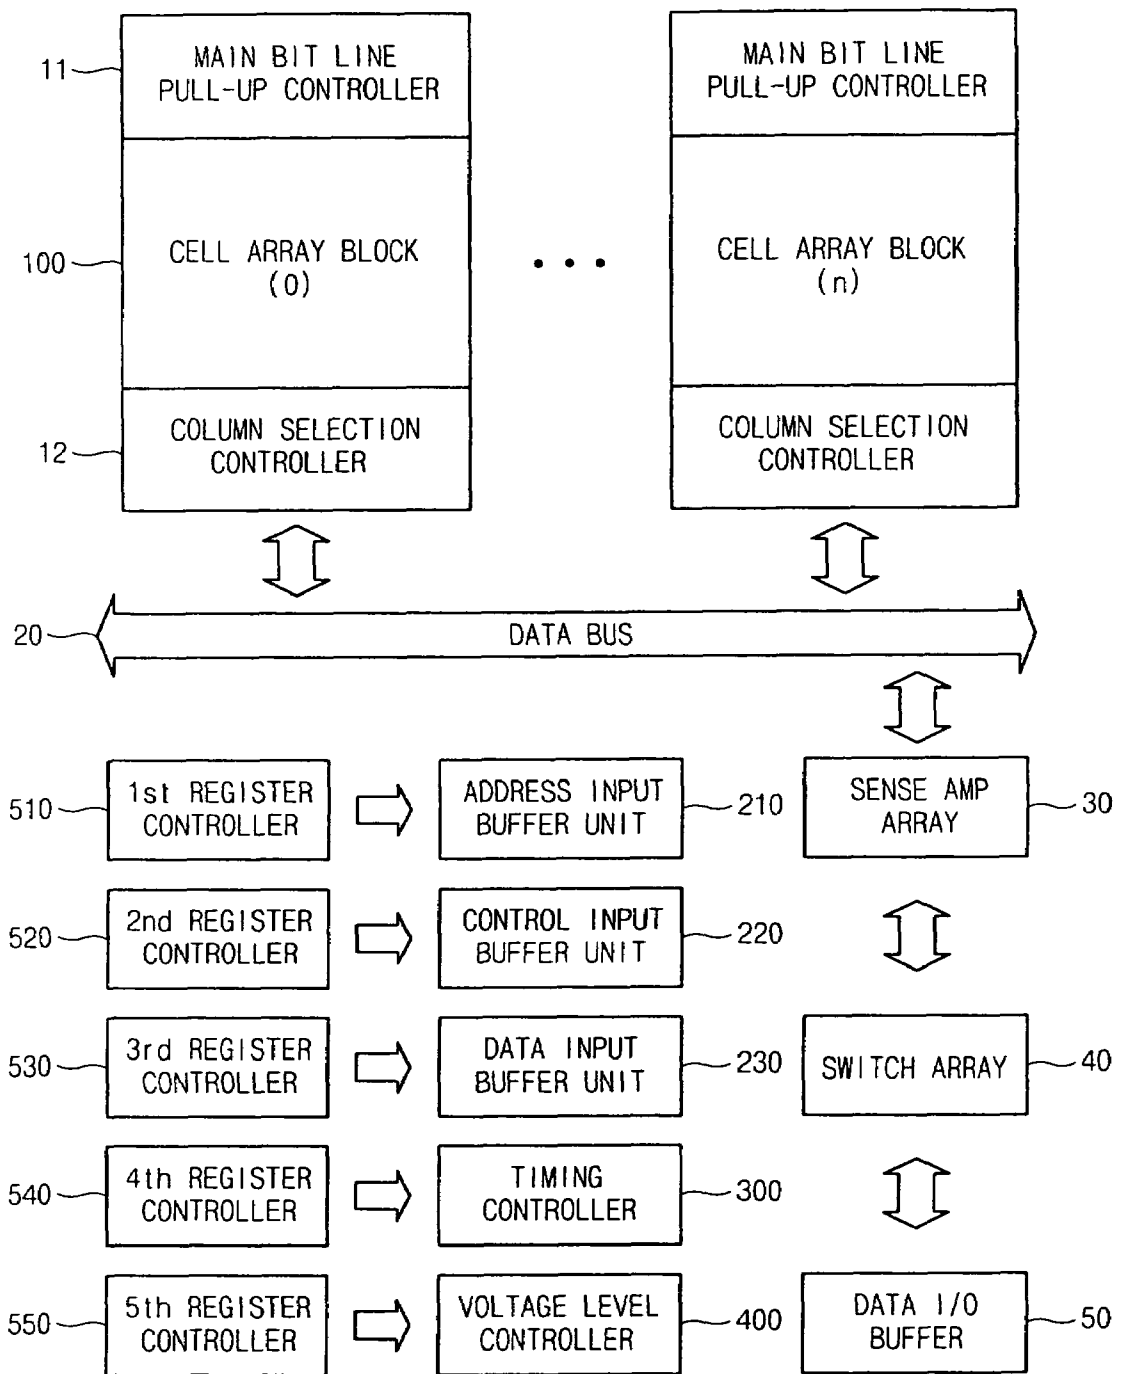 11
MAIN BIT LINE
PULL-UP CONTROLLER
MAIN BIT LINE
PULL-UP CONTROLLER
100
CELL ARRAY BLOCK
(0)
• • •
CELL ARRAY BLOCK
(n)
12
COLUMN SELECTION
CONTROLLER
COLUMN SELECTION
CONTROLLER
20
DATA BUS
510
1st REGISTER
CONTROLLER
ADDRESS INPUT
BUFFER UNIT
210
SENSE AMP
ARRAY
30
520
2nd REGISTER
CONTROLLER
CONTROL INPUT
BUFFER UNIT
220
530
3rd REGISTER
CONTROLLER
DATA INPUT
BUFFER UNIT
230
SWITCH ARRAY
40
540
4th REGISTER
CONTROLLER
TIMING
CONTROLLER
300
550
5th REGISTER
CONTROLLER
VOLTAGE LEVEL
CONTROLLER
400
DATA I/O
BUFFER
50